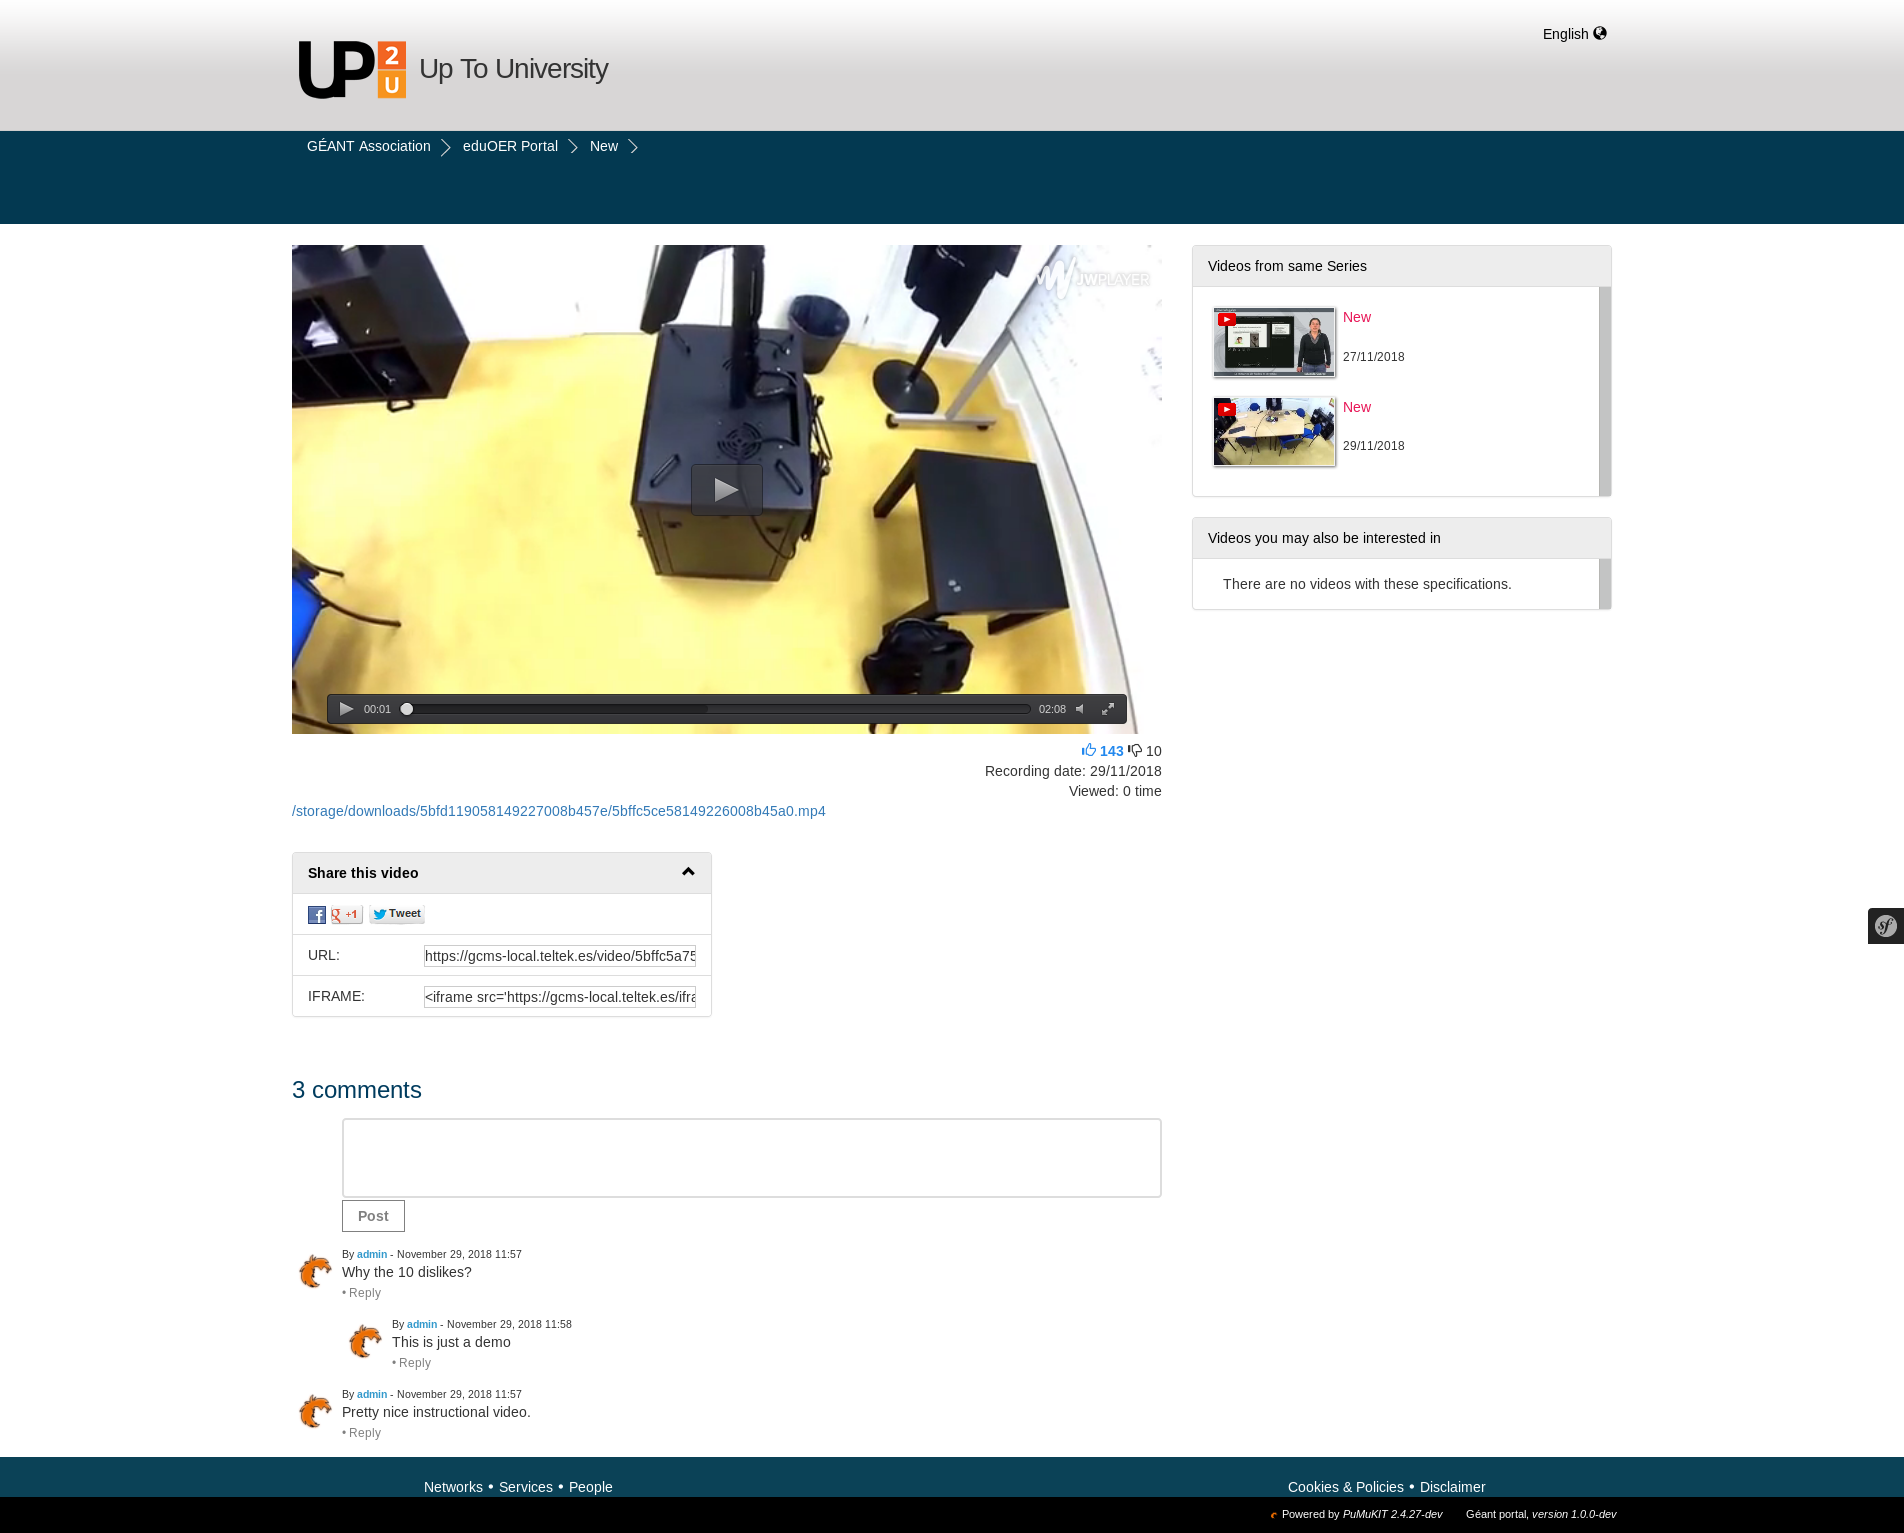 English
UP2U Up To University
GÉANT Association
eduOER Portal
New
JWPLAYER
00:01
02:08
143 10
Recording date: 29/11/2018
Viewed: 0 time
/storage/downloads/5bfd119058149227008b457e/5bffc5ce58149226008b45a0.mp4
Videos from same Series
New
27/11/2018
New
29/11/2018
Videos you may also be interested in
There are no videos with these specifications.
Share this video
f g +1 Tweet
URL: https://gcms-local.teltek.es/video/5bffc5a75
IFRAME: <iframe src='https://gcms-local.teltek.es/ifra
sf
3 comments
Post
By admin - November 29, 2018 11:57
Why the 10 dislikes?
• Reply
By admin - November 29, 2018 11:58
This is just a demo
• Reply
By admin - November 29, 2018 11:57
Pretty nice instructional video.
• Reply
Networks • Services • People
Cookies & Policies • Disclaimer
Powered by PuMuKIT 2.4.27-dev
Géant portal, version 1.0.0-dev